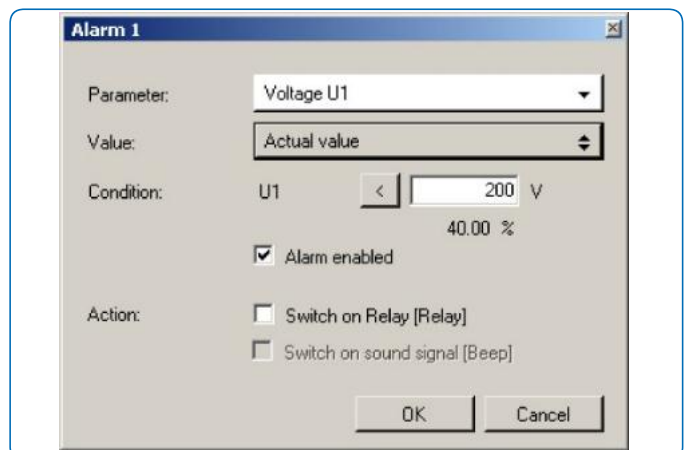 Alarm 1
Parameter: Voltage U1
Value: Actual value
Condition: U1 < 200 V
40.00 %
Alarm enabled
Action: Switch on Relay [Relay]
Switch on sound signal [Beep]
OK Cancel